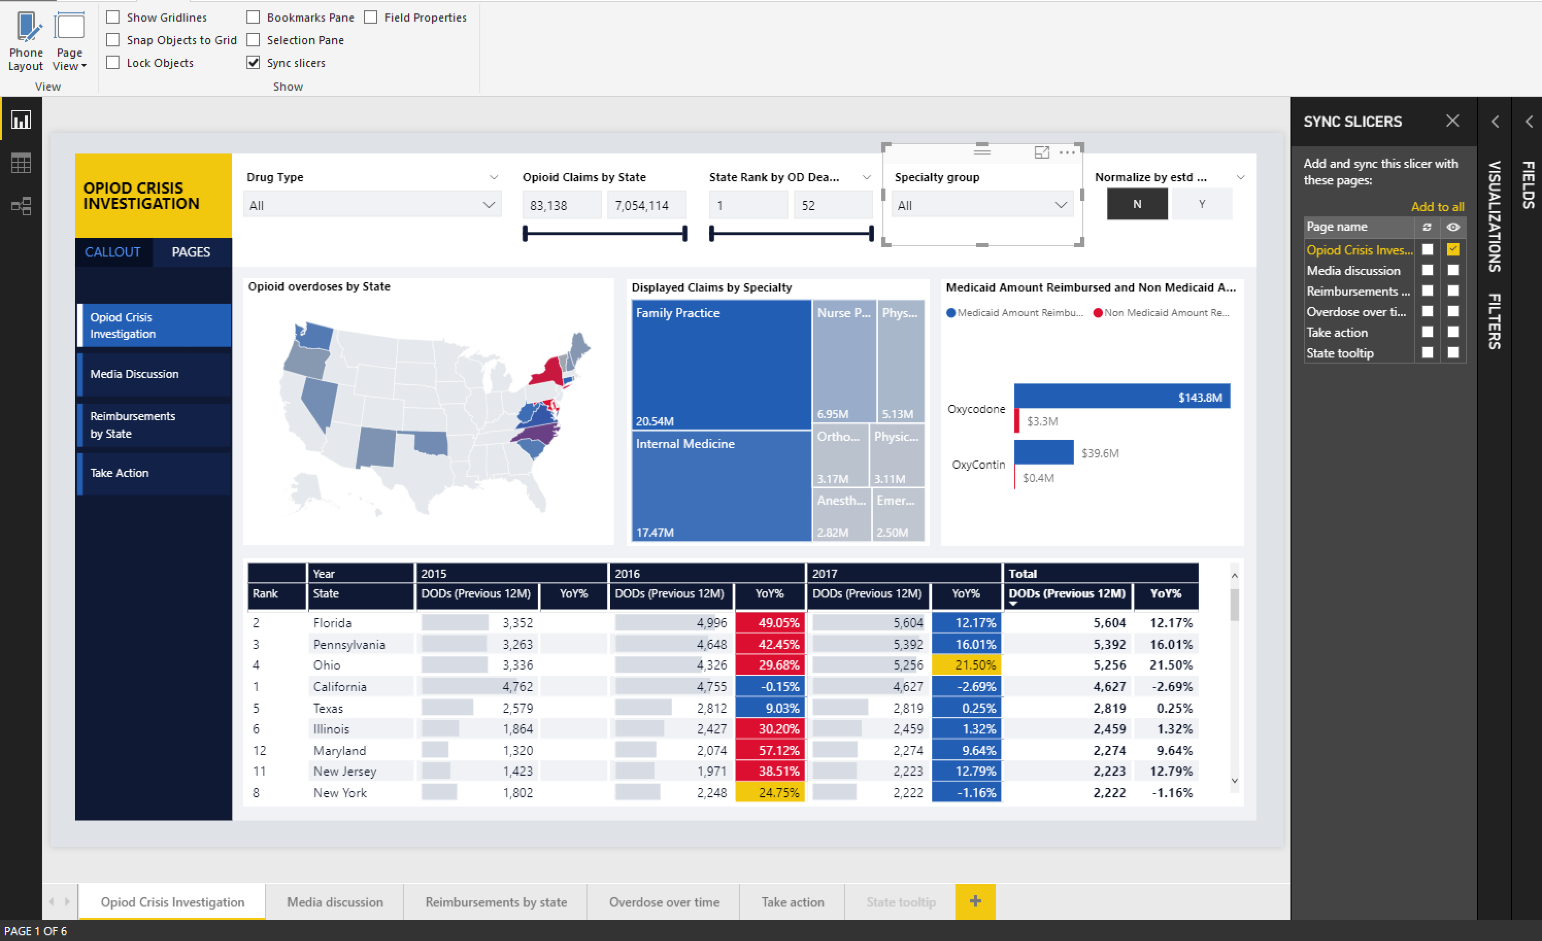 Phone
Layout
Page
View
View
Show Gridlines
Snap Objects to Grid
Lock Objects
Bookmarks Pane
Selection Pane
Sync slicers
Field Properties
Show
OPIOD CRISIS
INVESTIGATION
CALLOUT
PAGES
Opiod Crisis
Investigation
Media Discussion
Reimbursements
by State
Take Action
Drug Type
All
Opioid Claims by State
83,138
7,054,114
State Rank by OD Dea...
1
52
Specialty group
All
Normalize by estd ...
N
Y
Opioid overdoses by State
Displayed Claims by Specialty
Family Practice
20.54M
Internal Medicine
17.47M
Nurse P...
6.95M
Phys...
5.13M
Ortho...
3.17M
Physic...
3.11M
Anesth...
2.82M
Emer...
2.50M
Medicaid Amount Reimbursed and Non Medicaid A...
Medicaid Amount Reimbu...
Non Medicaid Amount Re...
Oxycodone
$143.8M
$3.3M
OxyContin
$39.6M
$0.4M
Year 2015 2016 2017 Total
Rank State DODs (Previous 12M) YoY% DODs (Previous 12M) YoY% DODs (Previous 12M) YoY% DODs (Previous 12M) YoY%
2 Florida 3,352 4,996 49.05% 5,604 12.17% 5,604 12.17%
3 Pennsylvania 3,263 4,648 42.45% 5,392 16.01% 5,392 16.01%
4 Ohio 3,336 4,326 29.68% 5,256 21.50% 5,256 21.50%
1 California 4,762 4,755 -0.15% 4,627 -2.69% 4,627 -2.69%
5 Texas 2,579 2,812 9.03% 2,819 0.25% 2,819 0.25%
6 Illinois 1,864 2,427 30.20% 2,459 1.32% 2,459 1.32%
12 Maryland 1,320 2,074 57.12% 2,274 9.64% 2,274 9.64%
11 New Jersey 1,423 1,971 38.51% 2,223 12.79% 2,223 12.79%
8 New York 1,802 2,248 24.75% 2,222 -1.16% 2,222 -1.16%
SYNC SLICERS
Add and sync this slicer with
these pages:
Add to all
Page name
Opiod Crisis Inves...
Media discussion
Reimbursements ...
Overdose over ti...
Take action
State tooltip
VISUALIZATIONS
FILTERS
FIELDS
Opiod Crisis Investigation
Media discussion
Reimbursements by state
Overdose over time
Take action
State tooltip
PAGE 1 OF 6